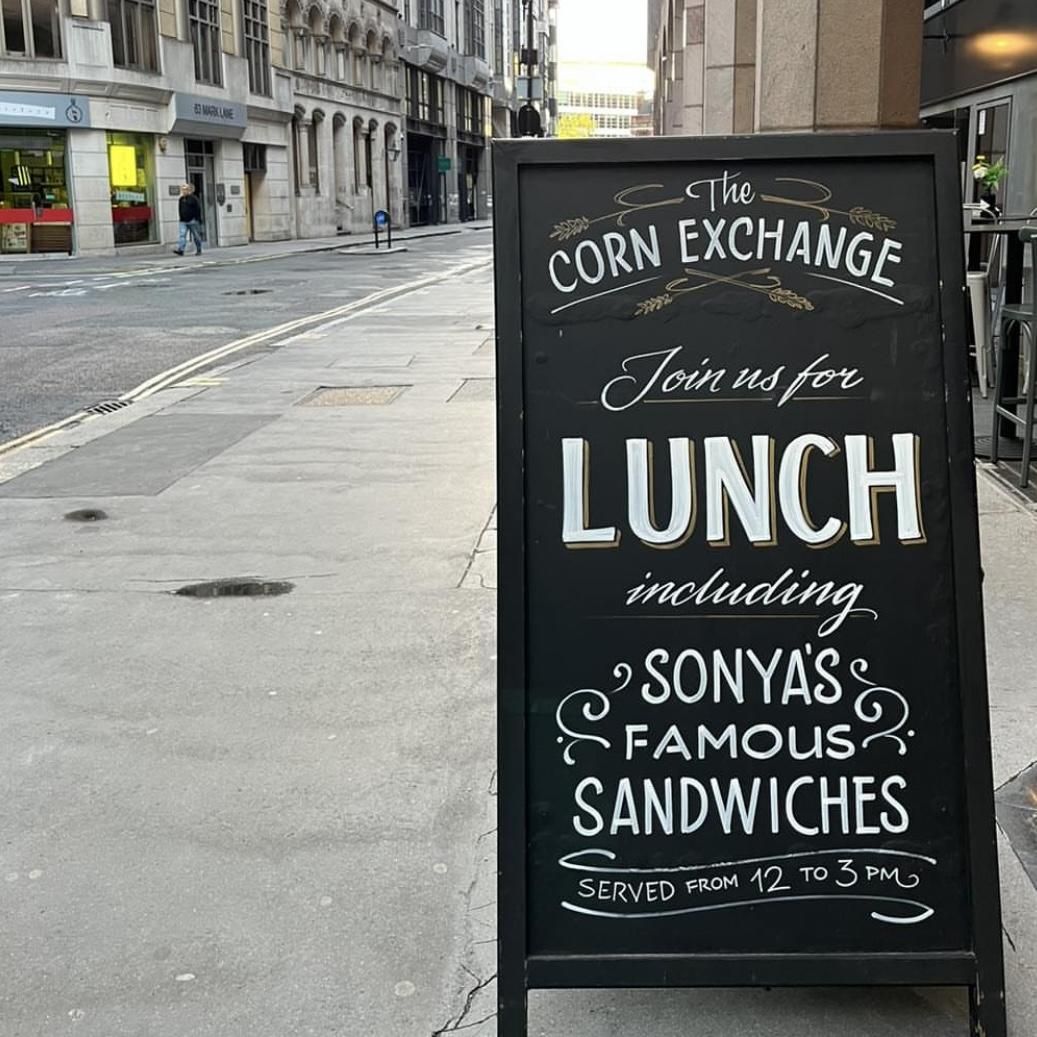 63 MARK LANE
The
CORN EXCHANGE
Join us for
LUNCH
including
SONYA'S
FAMOUS
SANDWICHES
SERVED FROM 12 TO 3 PM